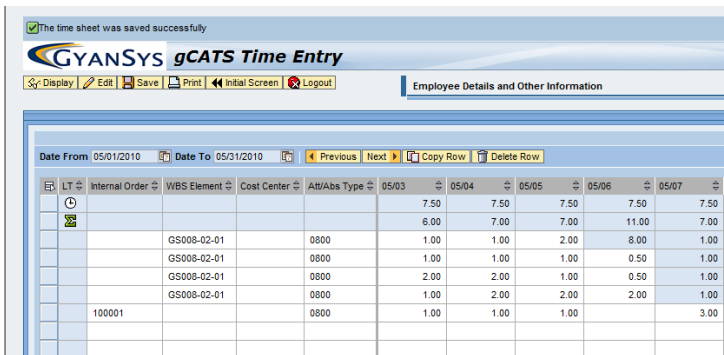 The time sheet was saved successfully
GYANSYS gCATS Time Entry
Display Edit Save Print Initial Screen Logout
Employee Details and Other Information
Date From 05/01/2010 Date To 05/31/2010 Previous Next Copy Row Delete Row
LT Internal Order WBS Element Cost Center Att/Abs Type 05/03 05/04 05/05 05/06 05/07
7.50 7.50 7.50 7.50 7.50
6.00 7.00 7.00 11.00 7.00
GS008-02-01 0800 1.00 1.00 2.00 8.00 1.00
GS008-02-01 0800 1.00 1.00 1.00 0.50 1.00
GS008-02-01 0800 2.00 2.00 1.00 0.50 1.00
GS008-02-01 0800 1.00 2.00 2.00 2.00 1.00
100001 0800 1.00 1.00 1.00 3.00